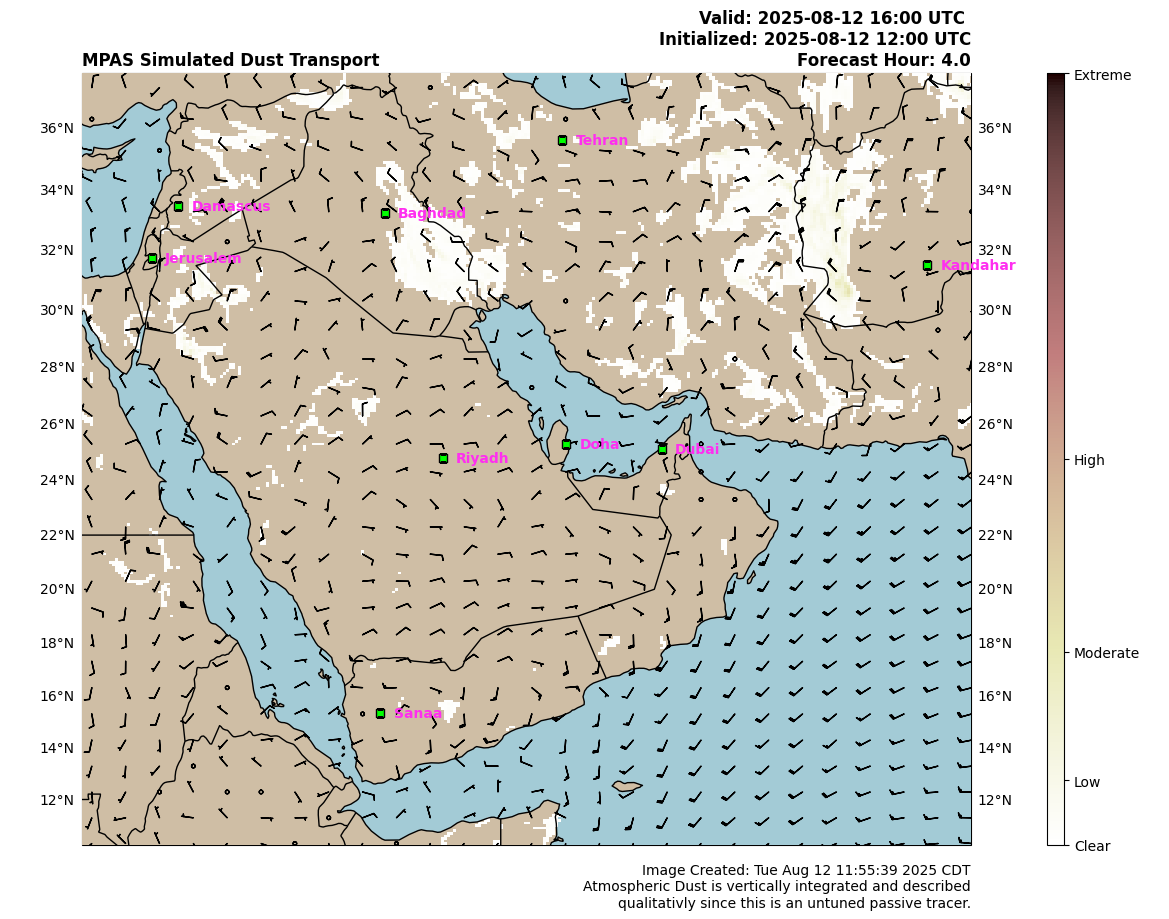 Valid: 2025-08-12 16:00 UTC
Initialized: 2025-08-12 12:00 UTC
MPAS Simulated Dust Transport
Forecast Hour: 4.0
Extreme
36°N
Tehran
36°N
34°N
Damascus
Baghdad
34°N
32°N
Jerusalem
32°N
Kandahar
30°N
30°N
28°N
28°N
26°N
26°N
Riyadh
Doha
Dubai
High
24°N
24°N
22°N
22°N
20°N
20°N
18°N
18°N
Moderate
16°N
Sanaa
16°N
14°N
14°N
12°N
12°N
Low
Clear
Image Created: Tue Aug 12 11:55:39 2025 CDT
Atmospheric Dust is vertically integrated and described
qualitativly since this is an untuned passive tracer.